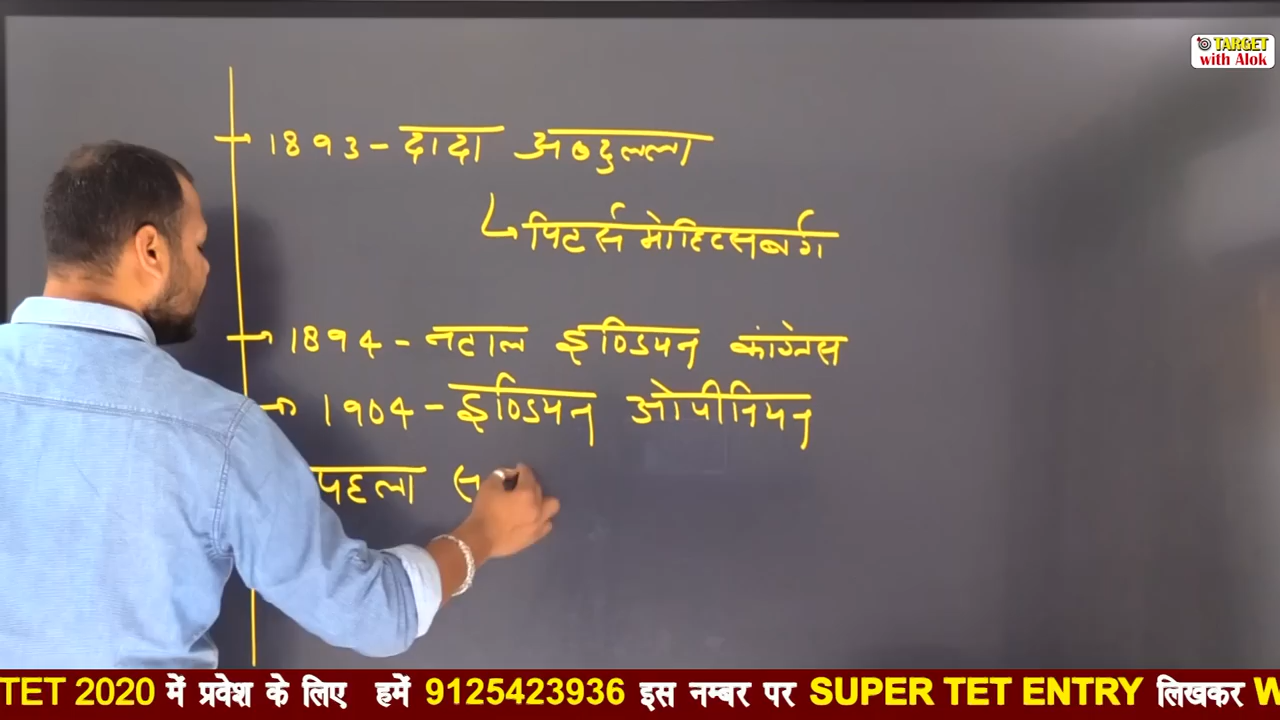 TARGET
with Alok
1893 - दादा अब्दुलला
पिटर्स मोरित्सबर्ग
1894 - नटाल इण्डियन कांग्रेस
1904 - इण्डियन ओपीनियन
पहला
TET 2020 में प्रवेश के लिए हमें 9125423936 इस नम्बर पर SUPER TET ENTRY लिखकर W